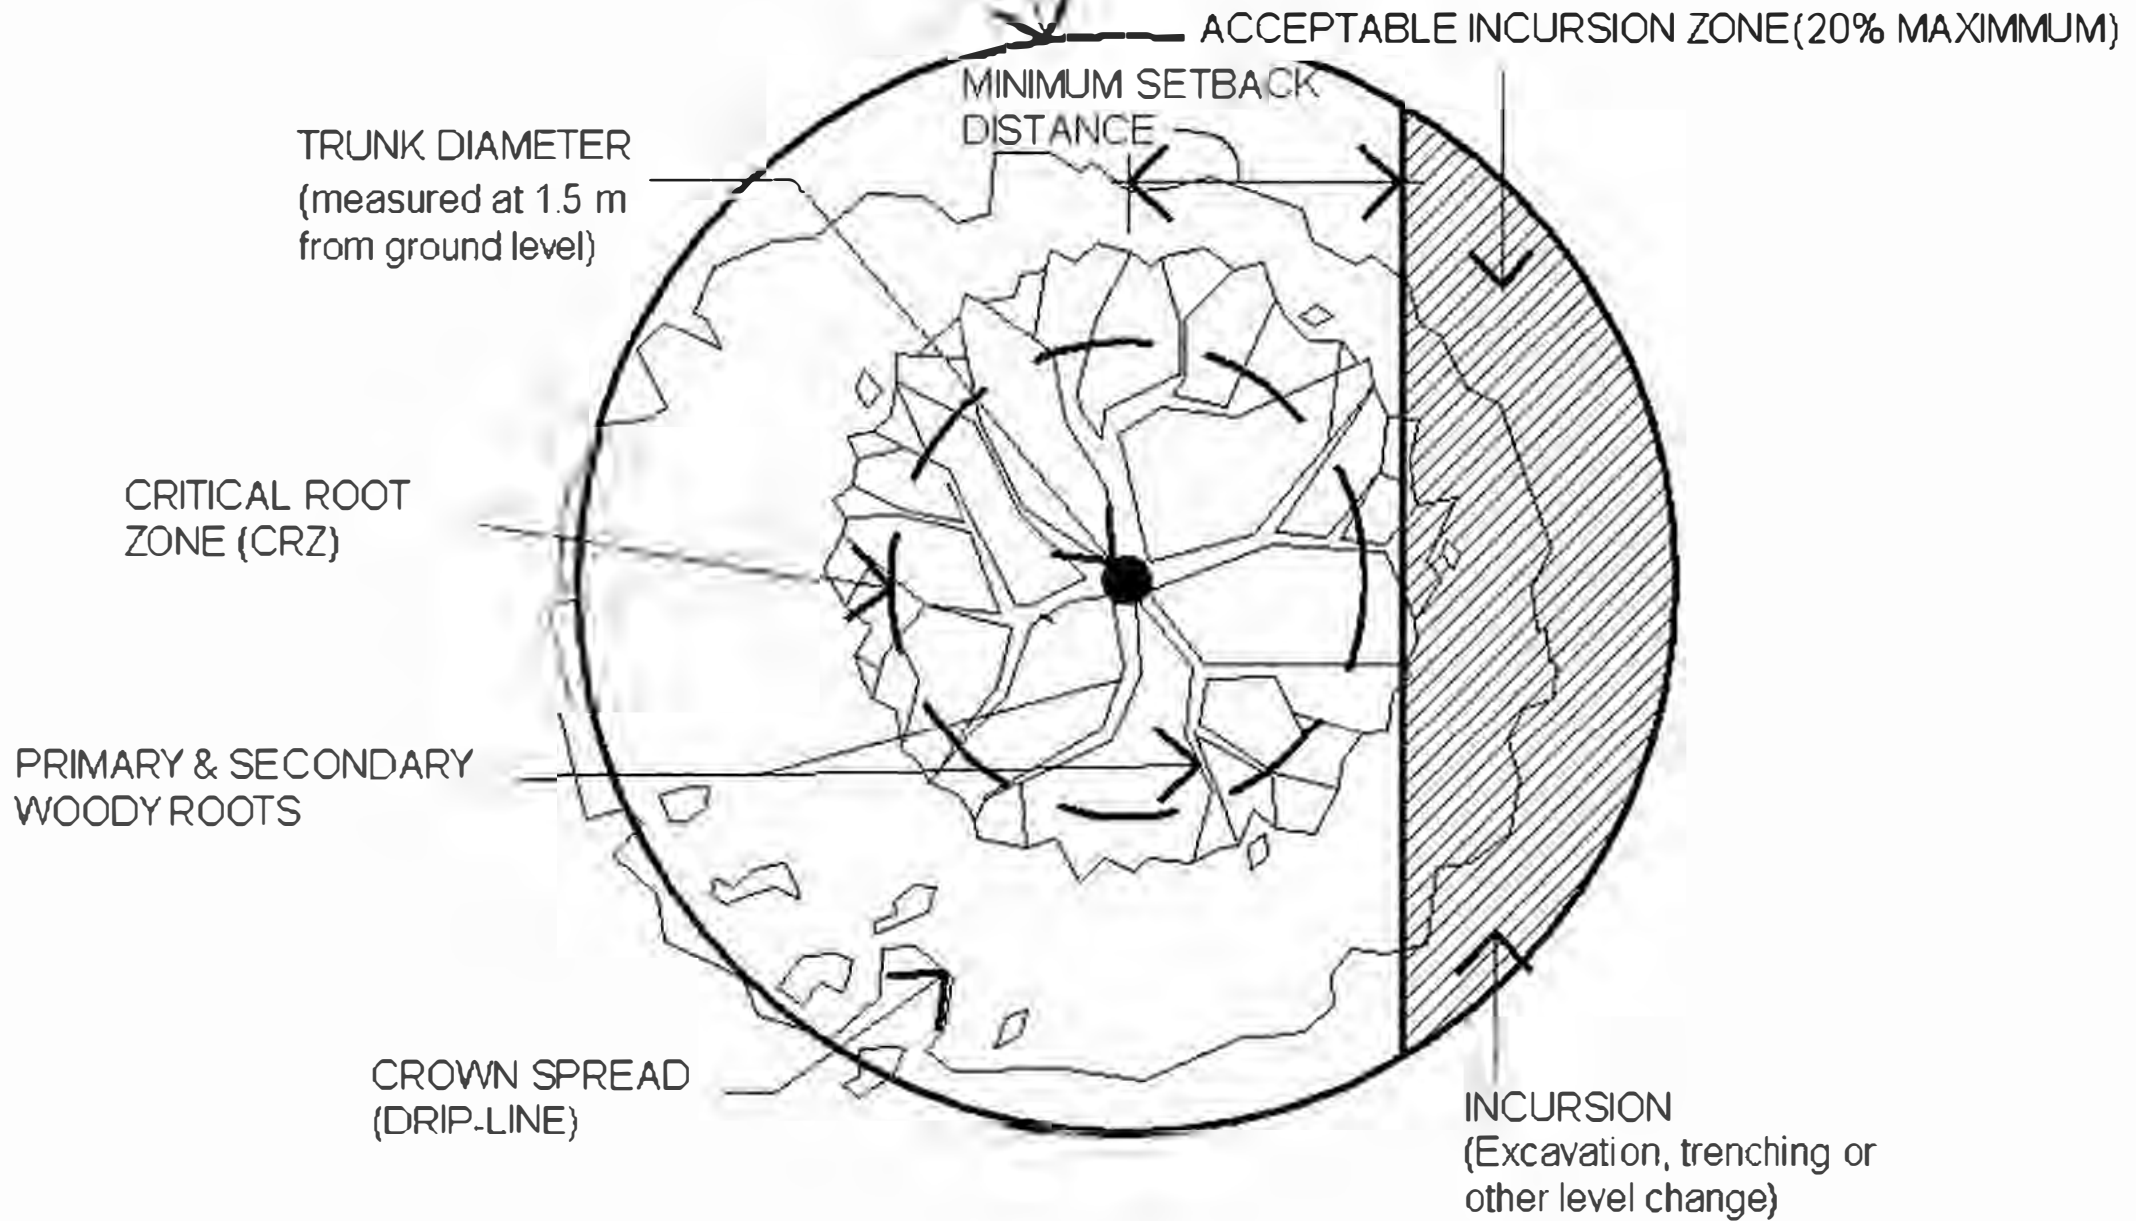 ACCEPTABLE INCURSION ZONE(20% MAXIMMUM)
MINIMUM SETBACK
DISTANCE
TRUNK DIAMETER
(measured at 1.5 m
from ground level)
CRITICAL ROOT
ZONE (CRZ)
PRIMARY & SECONDARY
WOODY ROOTS
CROWN SPREAD
(DRIP-LINE)
INCURSION
(Excavation, trenching or
other level change)